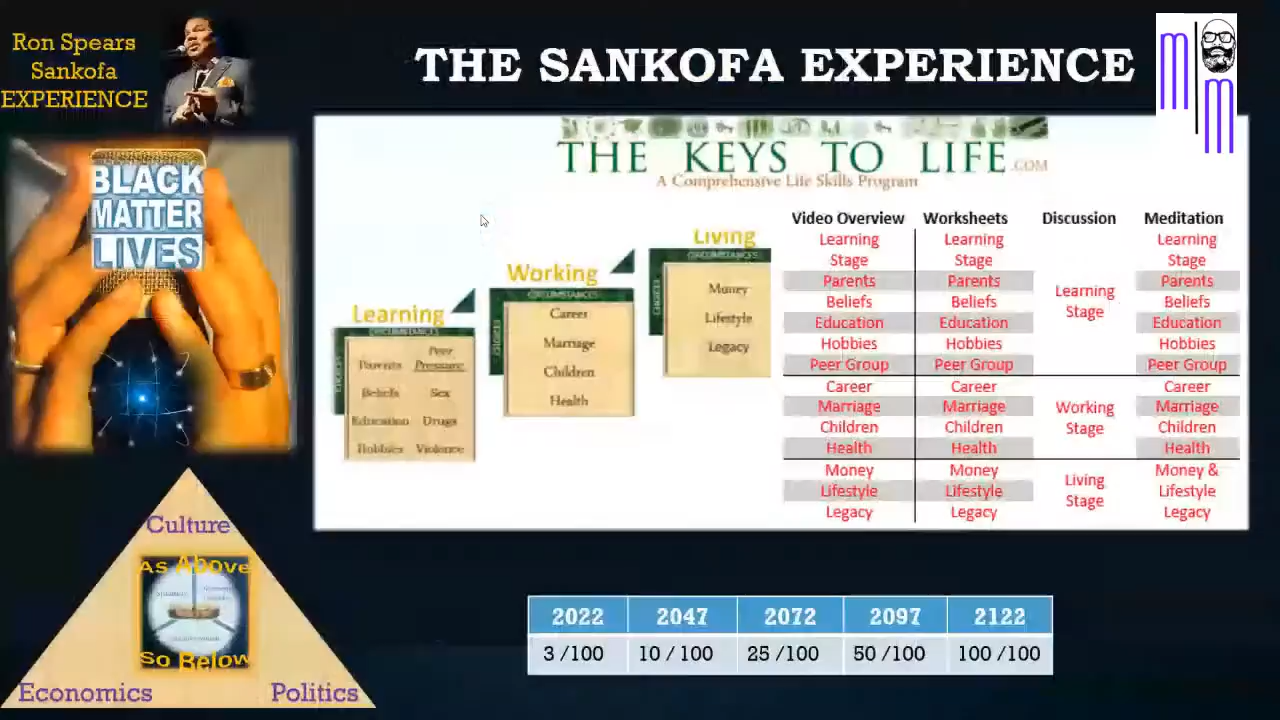 Ron Spears
Sankofa
EXPERIENCE
THE SANKOFA EXPERIENCE
m m
BLACK
MATTER
LIVES
THE KEYS TO LIFE.COM
A Comprehensive Life Skills Program
Learning
CIRCUMSTANCES
CHOICES
Parents
Beliefs
Education
Hobbies
Peer
Pressure
Sex
Drugs
Violence
Working
CIRCUMSTANCES
CHOICES
Career
Marriage
Children
Health
Living
CIRCUMSTANCES
CHOICES
Money
Lifestyle
Legacy
Video Overview Worksheets Discussion Meditation
Learning Stage Learning Stage Learning Stage Learning Stage
Parents Parents Parents
Beliefs Beliefs Beliefs
Education Education Education
Hobbies Hobbies Hobbies
Peer Group Peer Group Peer Group
Career Career Working Stage Career
Marriage Marriage Marriage
Children Children Children
Health Health Health
Money Money Living Stage Money &
Lifestyle Lifestyle Lifestyle
Legacy Legacy Legacy
Culture
As Above
So Below
Economics Politics
2022 2047 2072 2097 2122
3 /100 10 / 100 25 /100 50 /100 100 /100